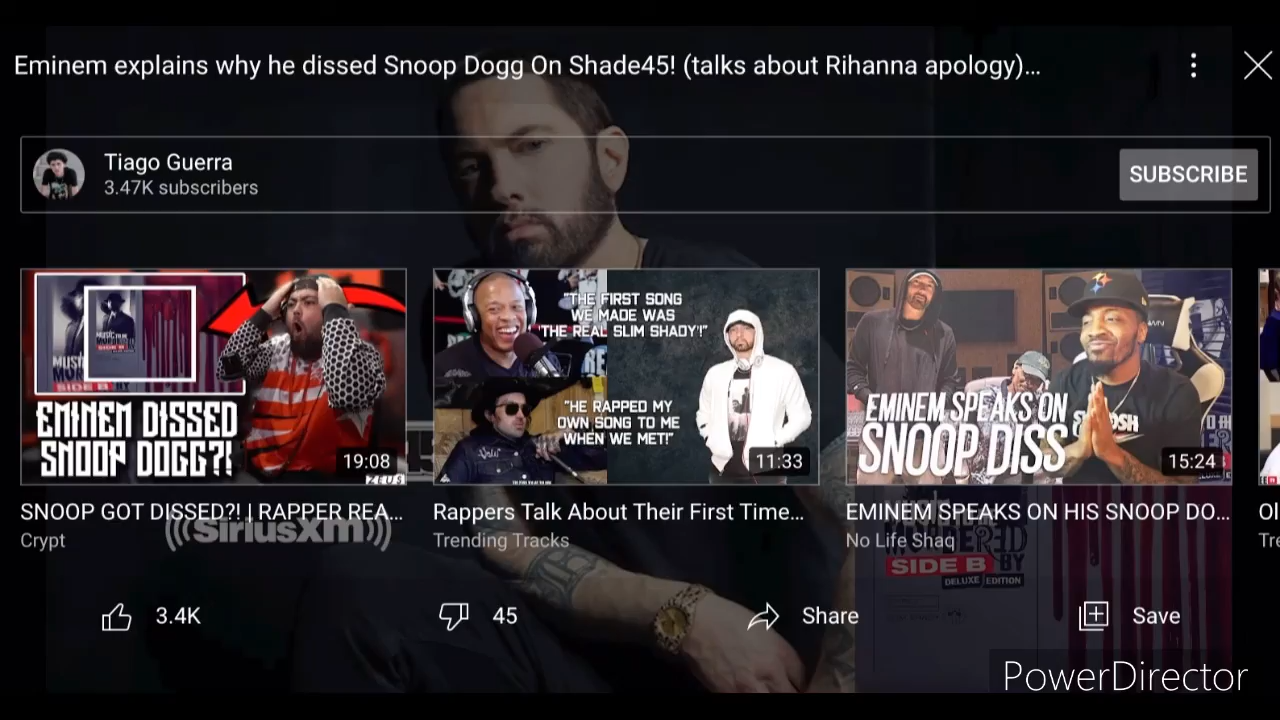 Eminem explains why he dissed Snoop Dogg On Shade45! (talks about Rihanna apology)...
Tiago Guerra
3.47K subscribers
SUBSCRIBE
SIDE B
EMINEM DISSED
SNOOP DOGG?!
19:08
ZEUS
"THE FIRST SONG
WE MADE WAS
'THE REAL SLIM SHADY'!"
"HE RAPPED MY
OWN SONG TO ME
WHEN WE MET!"
11:33
EMINEM SPEAKS ON
SNOOP DISS
15:24
SNOOP GOT DISSED?! | RAPPER REA...
Crypt
Rappers Talk About Their First Time...
Trending Tracks
EMINEM SPEAKS ON HIS SNOOP DO...
No Life Shaq
((SiriusXM))
MURDERED
SIDE B BY
DELUXE EDITION
3.4K
45
Share
Save
PowerDirector